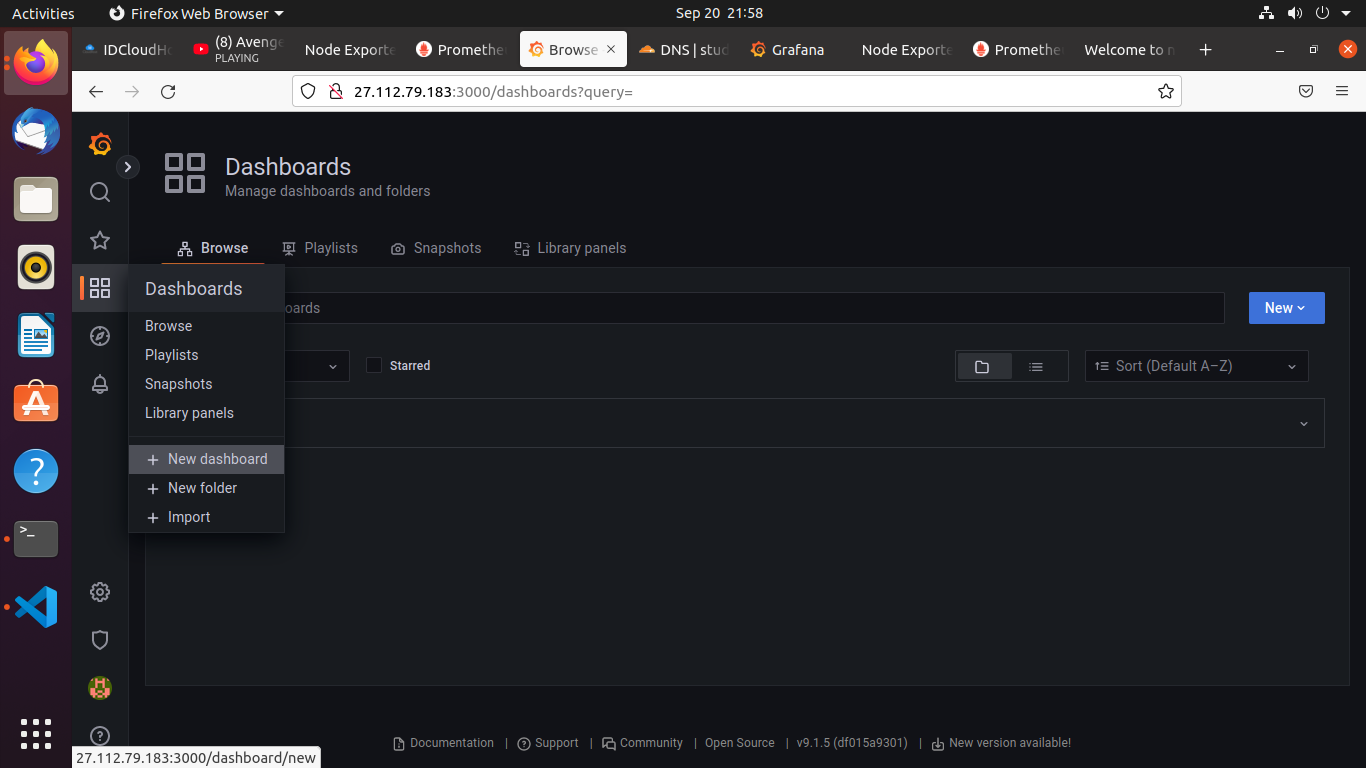 Activities Firefox Web Browser Sep 20 21:58
IDCloudHo (8) Avenge Node Exporte Promethe Browse DNS | stud Grafana Node Exporte Promethe Welcome to n
PLAYING
27.112.79.183:3000/dashboards?query=
Dashboards
Manage dashboards and folders
Browse Playlists Snapshots Library panels
Dashboards
Browse
Playlists
Snapshots
Library panels
+ New dashboard
+ New folder
+ Import
oards New
Starred Sort (Default A–Z)
Documentation | Support | Community | Open Source | v9.1.5 (df015a9301) | New version available!
27.112.79.183:3000/dashboard/new